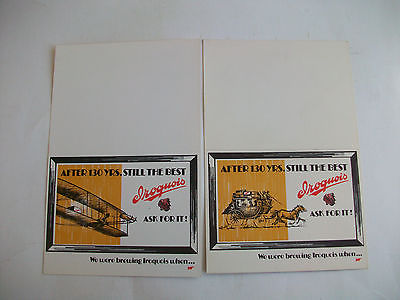 AFTER 130 YRS. STILL THE BEST
Iroquois
ASK FOR IT!
We were brewing Iroquois when...
AFTER 130 YRS. STILL THE BEST
Iroquois
ASK FOR IT!
We were brewing Iroquois when...